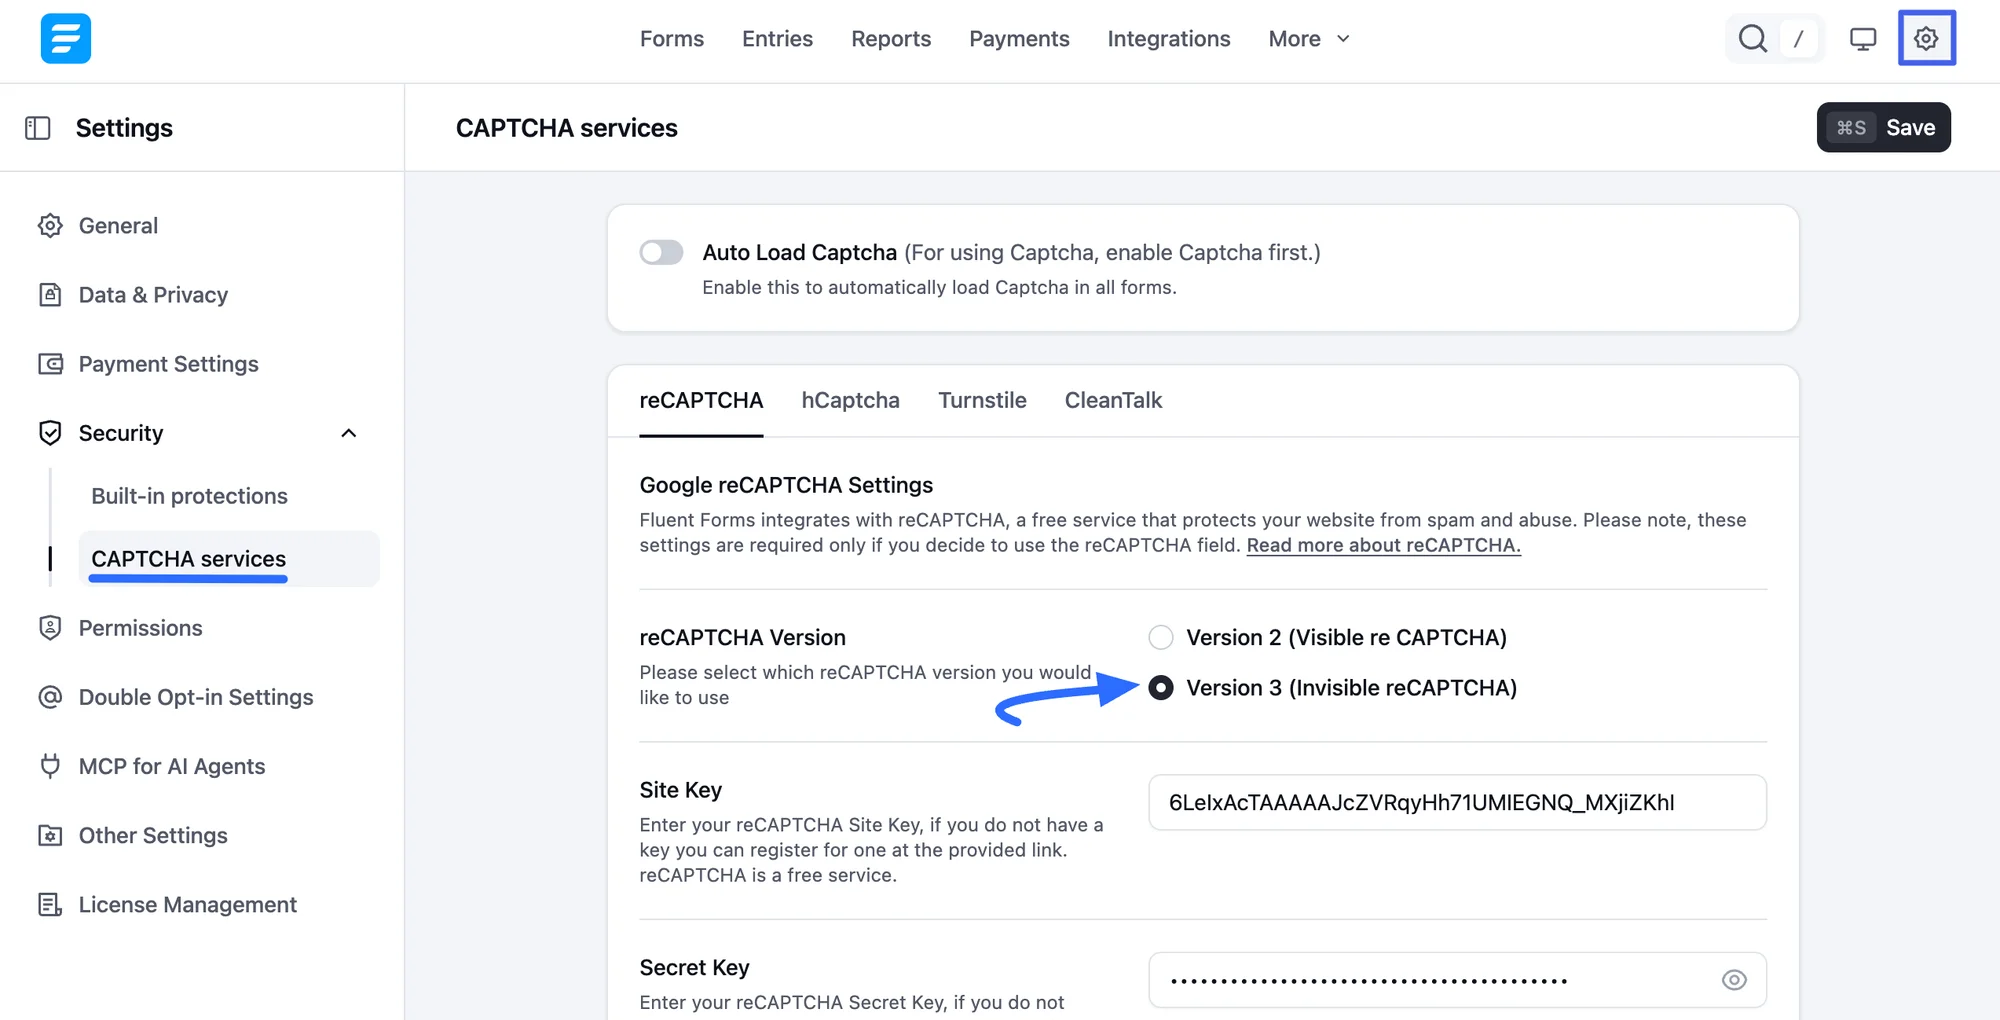 Forms Entries Reports Payments Integrations More /
Settings
CAPTCHA services
⌘S Save
General
Data & Privacy
Payment Settings
Security
Built-in protections
CAPTCHA services
Permissions
Double Opt-in Settings
MCP for AI Agents
Other Settings
License Management
Auto Load Captcha (For using Captcha, enable Captcha first.)
Enable this to automatically load Captcha in all forms.
reCAPTCHA hCaptcha Turnstile CleanTalk
Google reCAPTCHA Settings
Fluent Forms integrates with reCAPTCHA, a free service that protects your website from spam and abuse. Please note, these
settings are required only if you decide to use the reCAPTCHA field. Read more about reCAPTCHA.
reCAPTCHA Version
Please select which reCAPTCHA version you would
like to use
Version 2 (Visible re CAPTCHA)
Version 3 (Invisible reCAPTCHA)
Site Key
Enter your reCAPTCHA Site Key, if you do not have a
key you can register for one at the provided link.
reCAPTCHA is a free service.
6LeIxAcTAAAAAJcZVRqyHh71UMIEGNQ_MXjiZKhI
Secret Key
Enter your reCAPTCHA Secret Key, if you do not